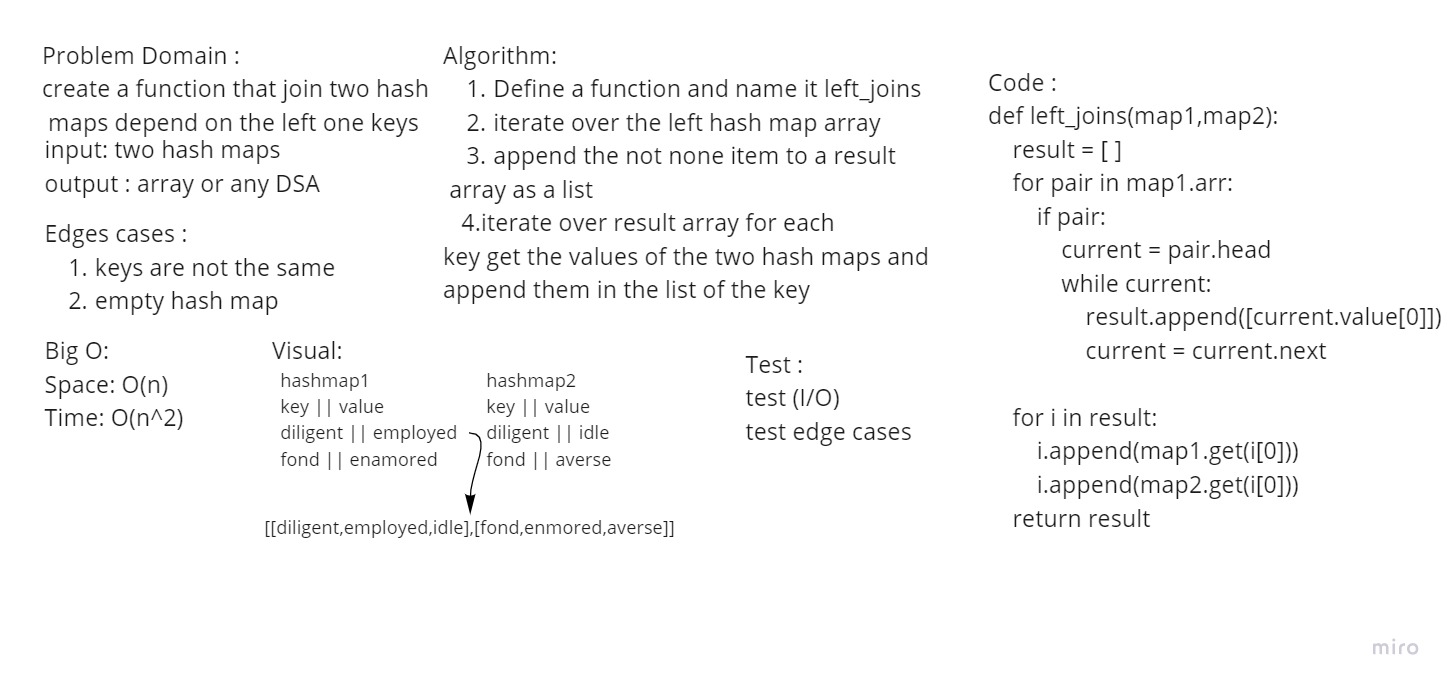 Problem Domain :
create a function that join two hash
maps depend on the left one keys
input: two hash maps
output : array or any DSA
Edges cases :
1. keys are not the same
2. empty hash map
Big O:
Space: O(n)
Time: O(n^2)
Algorithm:
1. Define a function and name it left_joins
2. iterate over the left hash map array
3. append the not none item to a result
array as a list
4.iterate over result array for each
key get the values of the two hash maps and
append them in the list of the key
Visual:
hashmap1
key || value
diligent || employed
fond || enamored
hashmap2
key || value
diligent || idle
fond || averse
[[diligent,employed,idle],[fond,enmored,averse]]
Test :
test (I/O)
test edge cases
Code :
def left_joins(map1,map2):
result = [ ]
for pair in map1.arr:
if pair:
current = pair.head
while current:
result.append([current.value[0]])
current = current.next
for i in result:
i.append(map1.get(i[0]))
i.append(map2.get(i[0]))
return result
miro